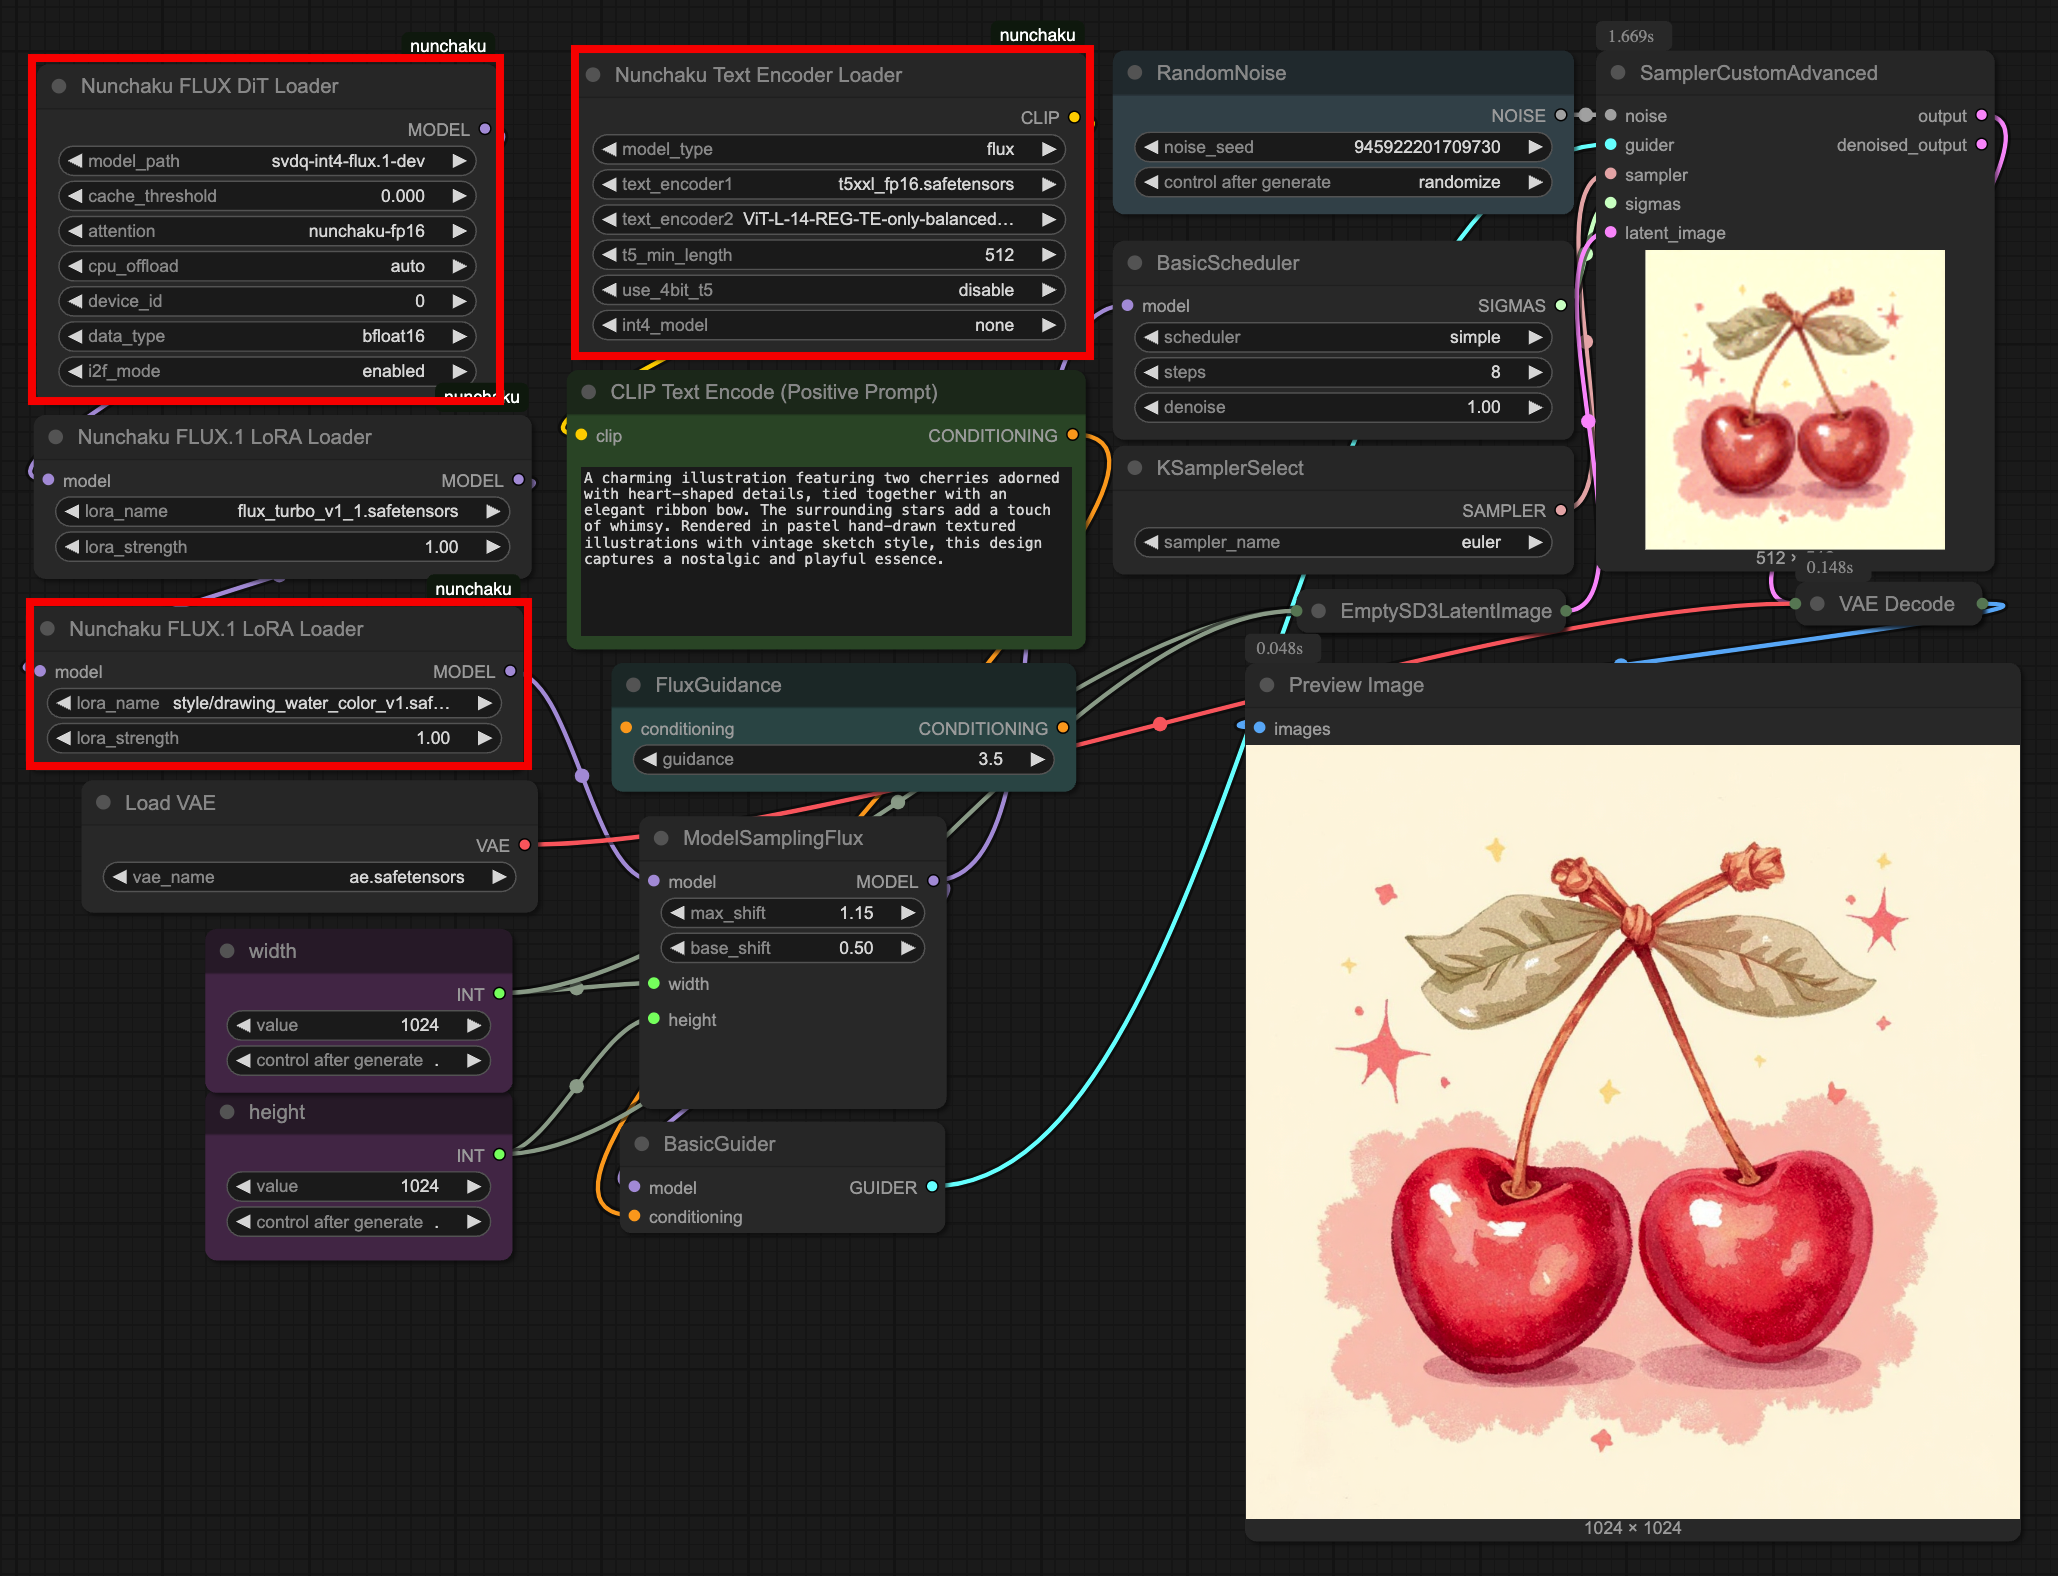 nunchaku
Nunchaku FLUX DiT Loader
MODEL
model_path svdq-int4-flux.1-dev
cache_threshold 0.000
attention nunchaku-fp16
cpu_offload auto
device_id 0
data_type bfloat16
i2f_mode enabled
nunchaku
Nunchaku FLUX.1 LoRA Loader
model MODEL
lora_name flux_turbo_v1_1.safetensors
lora_strength 1.00
nunchaku
Nunchaku FLUX.1 LoRA Loader
model MODEL
lora_name style/drawing_water_color_v1.saf...
lora_strength 1.00
Load VAE
VAE
vae_name ae.safetensors
width
INT
value 1024
control after generate .
height
INT
value 1024
control after generate .
nunchaku
Nunchaku Text Encoder Loader
CLIP
model_type flux
text_encoder1 t5xxl_fp16.safetensors
text_encoder2 ViT-L-14-REG-TE-only-balanced...
t5_min_length 512
use_4bit_t5 disable
int4_model none
CLIP Text Encode (Positive Prompt)
clip CONDITIONING
A charming illustration featuring two cherries adorned
with heart-shaped details, tied together with an
elegant ribbon bow. The surrounding stars add a touch
of whimsy. Rendered in pastel hand-drawn textured
illustrations with vintage sketch style, this design
captures a nostalgic and playful essence.
FluxGuidance
conditioning CONDITIONING
guidance 3.5
ModelSamplingFlux
model MODEL
max_shift 1.15
base_shift 0.50
width
height
BasicGuider
model GUIDER
conditioning
RandomNoise
NOISE
noise_seed 945922201709730
control after generate randomize
BasicScheduler
model SIGMAS
scheduler simple
steps 8
denoise 1.00
KSamplerSelect
SAMPLER
sampler_name euler
EmptySD3LatentImage
1.669s
SamplerCustomAdvanced
noise output
guider denoised_output
sampler
sigmas
latent_image
512 ×
0.148s
VAE Decode
0.048s
Preview Image
images
1024 × 1024